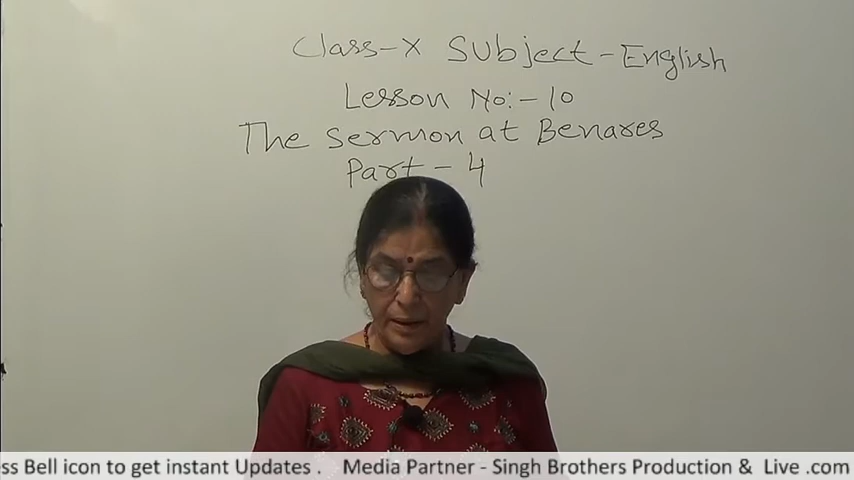 Class-X Subject-English
Lesson No:-10
The Sermon at Benares
Part-4
ss Bell icon to get instant Updates . Media Partner - Singh Brothers Production & Live .com